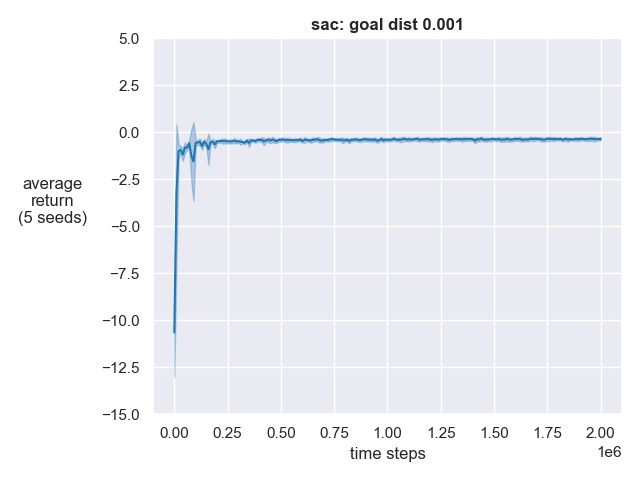 sac: goal dist 0.001
5.0
2.5
0.0
−2.5
−5.0
−7.5
−10.0
−12.5
−15.0
average
return
(5 seeds)
0.00 0.25 0.50 0.75 1.00 1.25 1.50 1.75 2.00
time steps
1e6